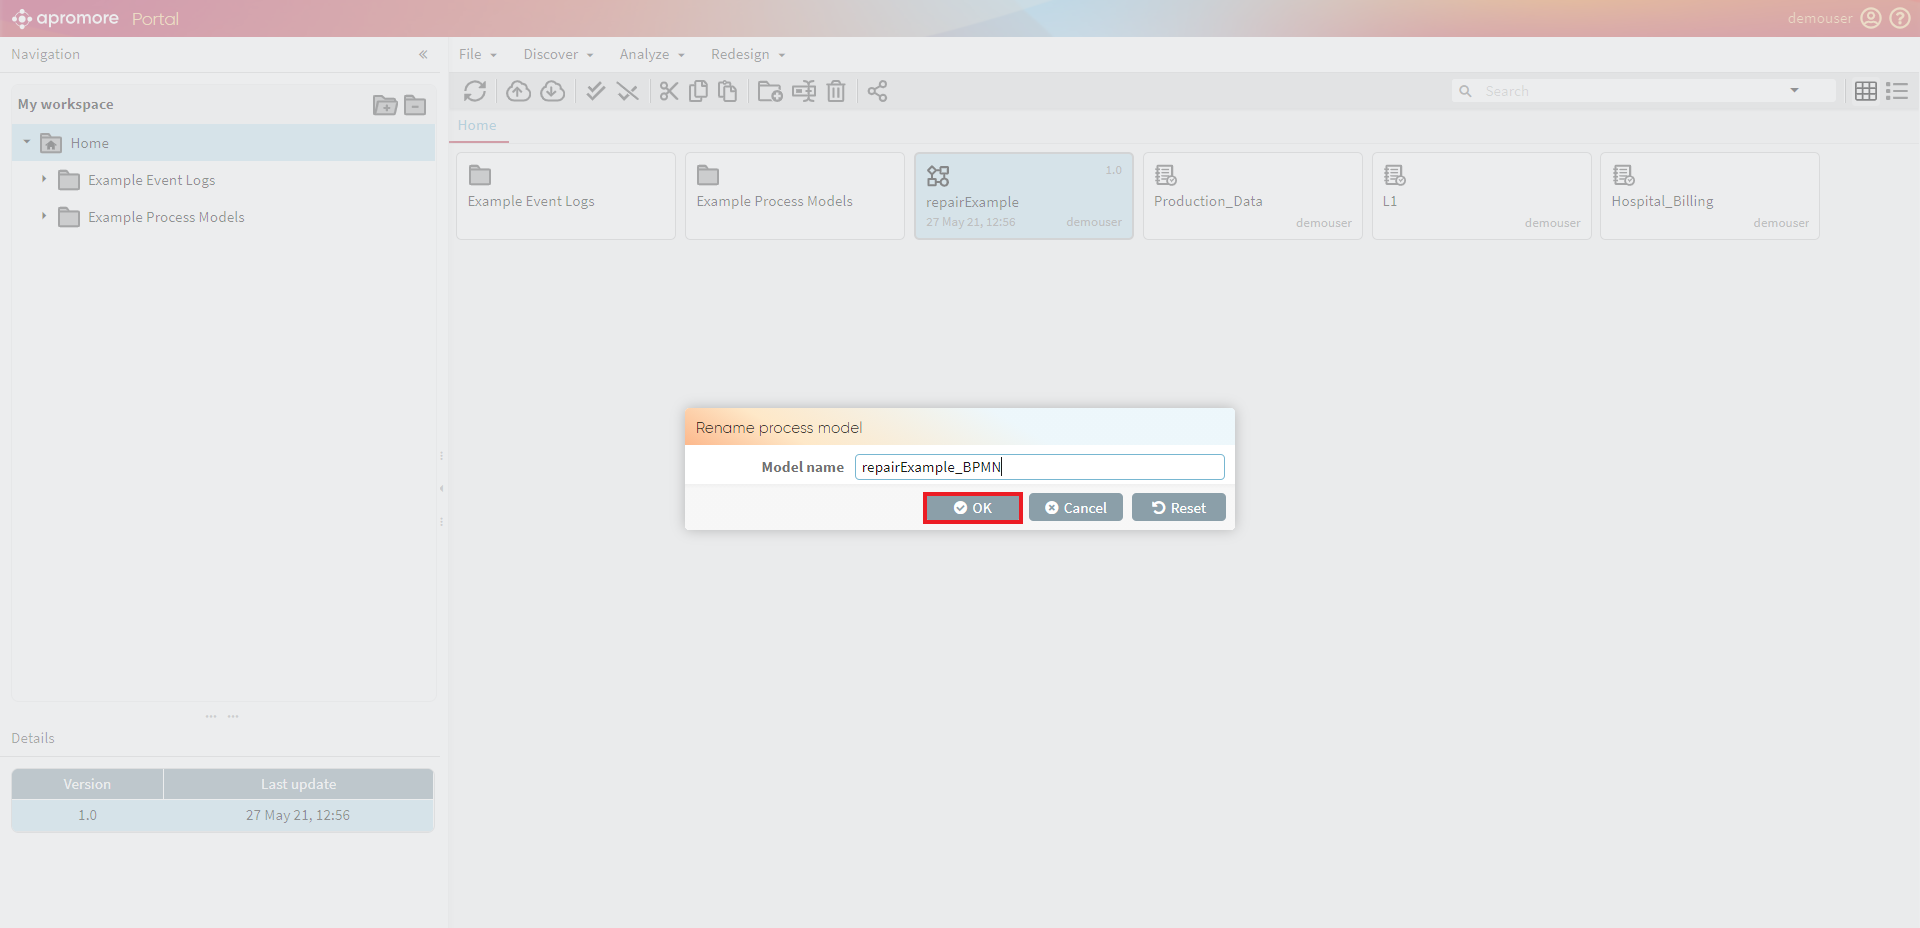 apromore Portal
demouser
Navigation
File
Discover
Analyze
Redesign
My workspace
Search
Home
Home
Example Event Logs
Example Process Models
Example Event Logs
Example Process Models
1.0
repairExample
27 May 21, 12:56 demouser
Production_Data
demouser
L1
demouser
Hospital_Billing
demouser
Rename process model
Model name repairExample_BPMN
OK Cancel Reset
Details
Version Last update
1.0 27 May 21, 12:56